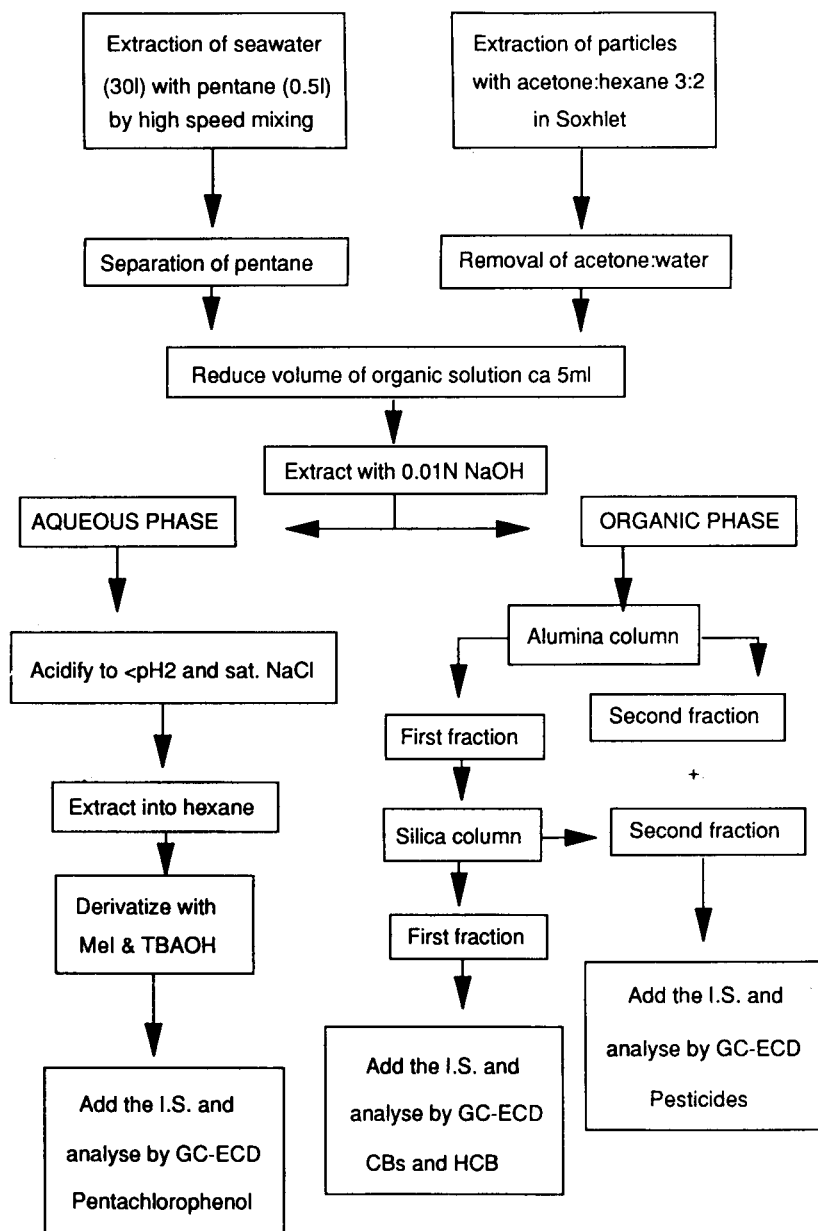 Extraction of seawater
(30l) with pentane (0.5l)
by high speed mixing
Extraction of particles
with acetone:hexane 3:2
in Soxhlet
Separation of pentane
Removal of acetone:water
Reduce volume of organic solution ca 5ml
Extract with 0.01N NaOH
AQUEOUS PHASE
ORGANIC PHASE
Acidify to <pH2 and sat. NaCl
Extract into hexane
Derivatize with
MeI & TBAOH
Add the I.S. and
analyse by GC-ECD
Pentachlorophenol
Alumina column
First fraction
Second fraction
+
Silica column
Second fraction
First fraction
Add the I.S. and
analyse by GC-ECD
CBs and HCB
Add the I.S. and
analyse by GC-ECD
Pesticides